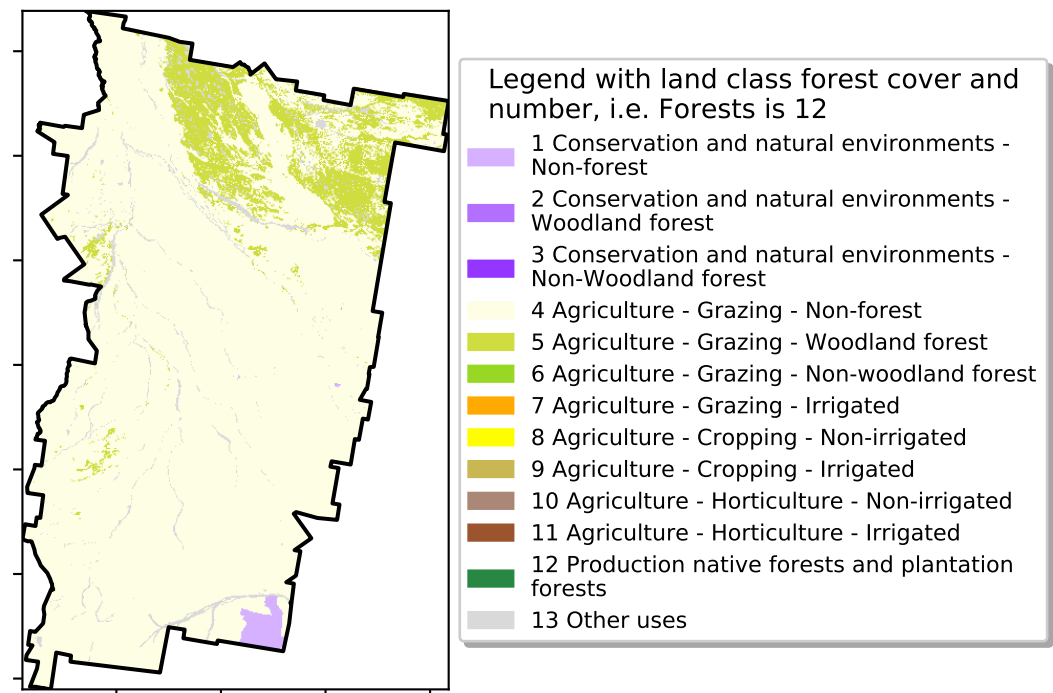 Legend with land class forest cover and
number, i.e. Forests is 12
1 Conservation and natural environments -
Non-forest
2 Conservation and natural environments -
Woodland forest
3 Conservation and natural environments -
Non-Woodland forest
4 Agriculture - Grazing - Non-forest
5 Agriculture - Grazing - Woodland forest
6 Agriculture - Grazing - Non-woodland forest
7 Agriculture - Grazing - Irrigated
8 Agriculture - Cropping - Non-irrigated
9 Agriculture - Cropping - Irrigated
10 Agriculture - Horticulture - Non-irrigated
11 Agriculture - Horticulture - Irrigated
12 Production native forests and plantation
forests
13 Other uses